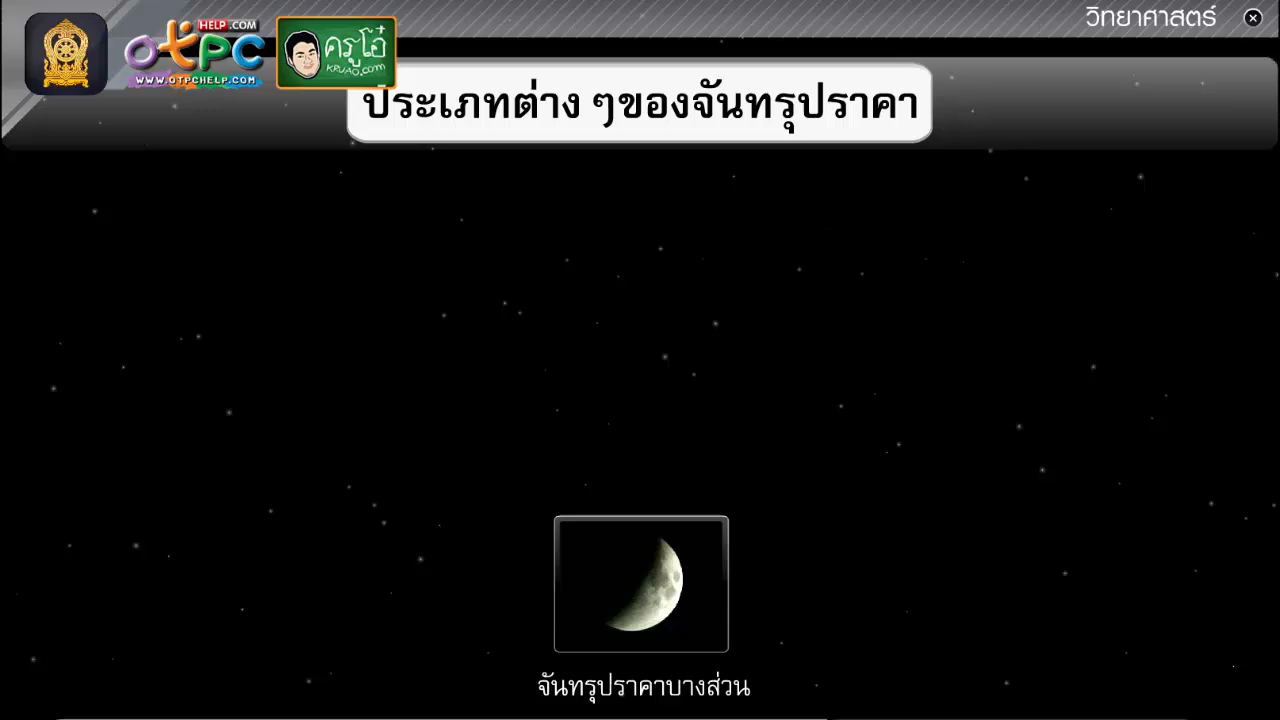 วิทยาศาสตร์
HELP.COM
OTPC
WWW.OTPCHELP.COM
ครูโอ๋
KRUAO.COM
ประเภทต่าง ๆของจันทรุปราคา
จันทรุปราคาบางส่วน